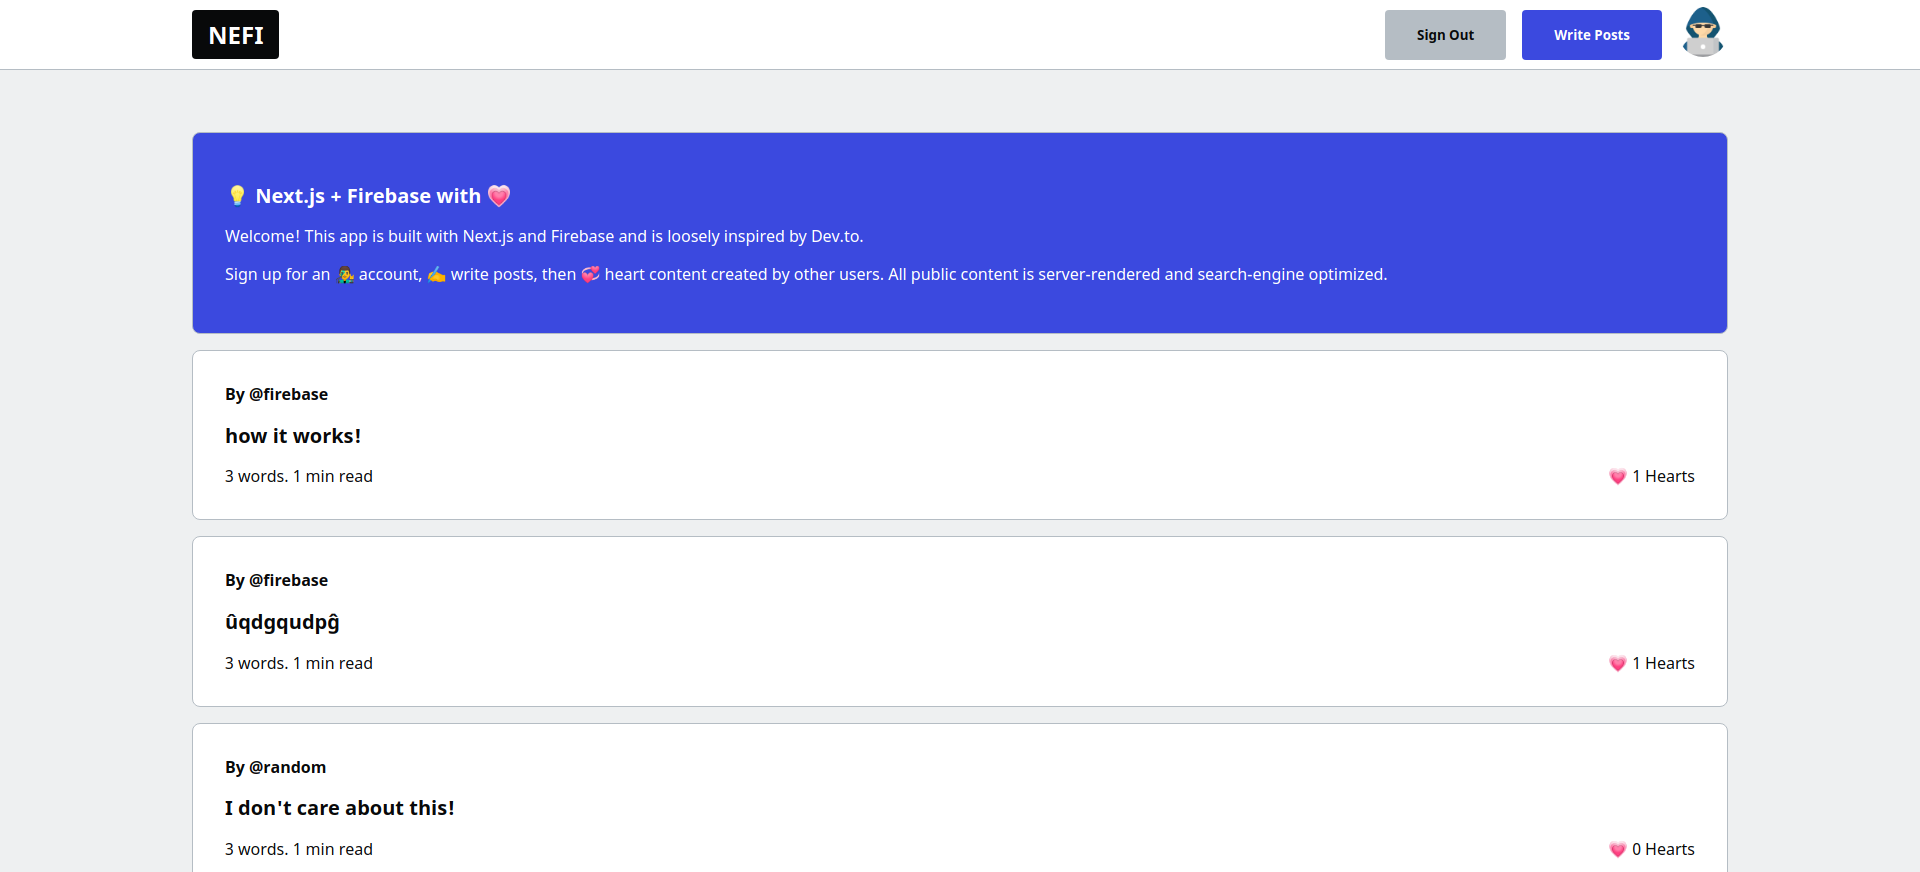 NEFI
Sign Out
Write Posts
💡 Next.js + Firebase with 💗
Welcome! This app is built with Next.js and Firebase and is loosely inspired by Dev.to.
Sign up for an 👨‍🎤 account, ✍️ write posts, then 💞 heart content created by other users. All public content is server-rendered and search-engine optimized.
By @firebase
how it works!
3 words. 1 min read
💗 1 Hearts
By @firebase
ûqdgqudpĝ
3 words. 1 min read
💗 1 Hearts
By @random
I don't care about this!
3 words. 1 min read
💗 0 Hearts